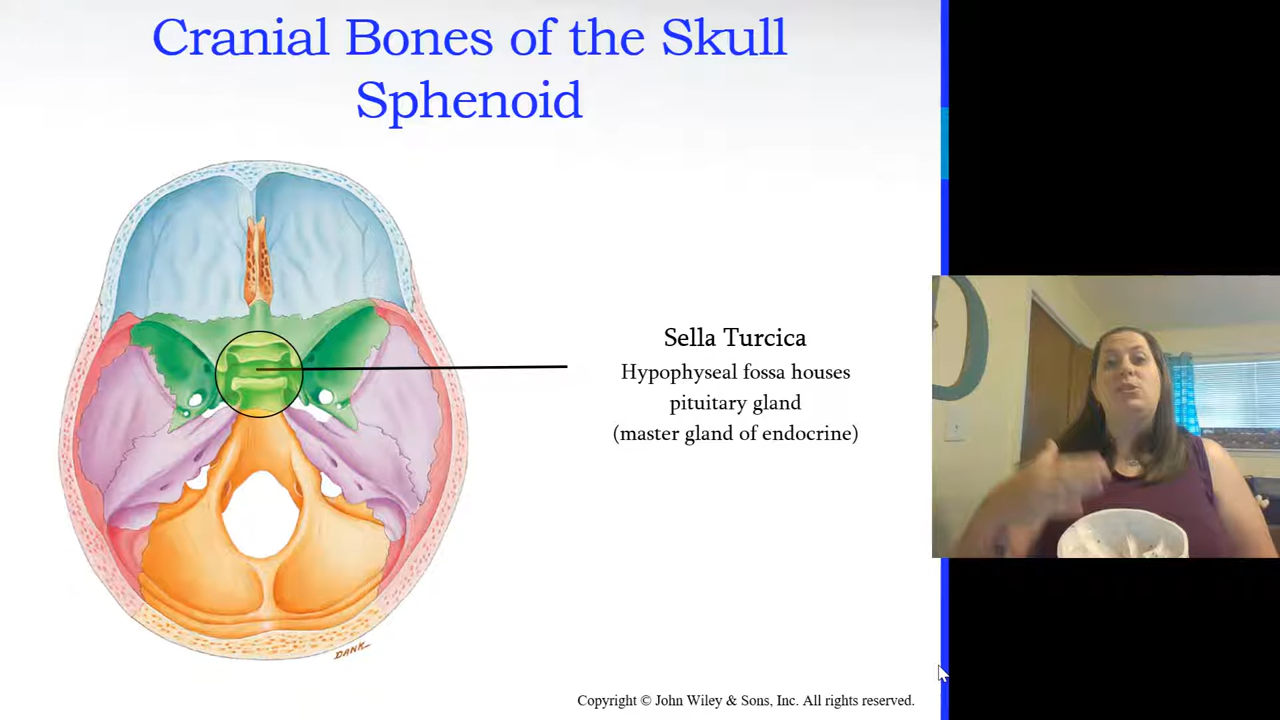 Cranial Bones of the Skull
Sphenoid
Sella Turcica
Hypophyseal fossa houses
pituitary gland
(master gland of endocrine)
DANK
Copyright © John Wiley & Sons, Inc. All rights reserved.